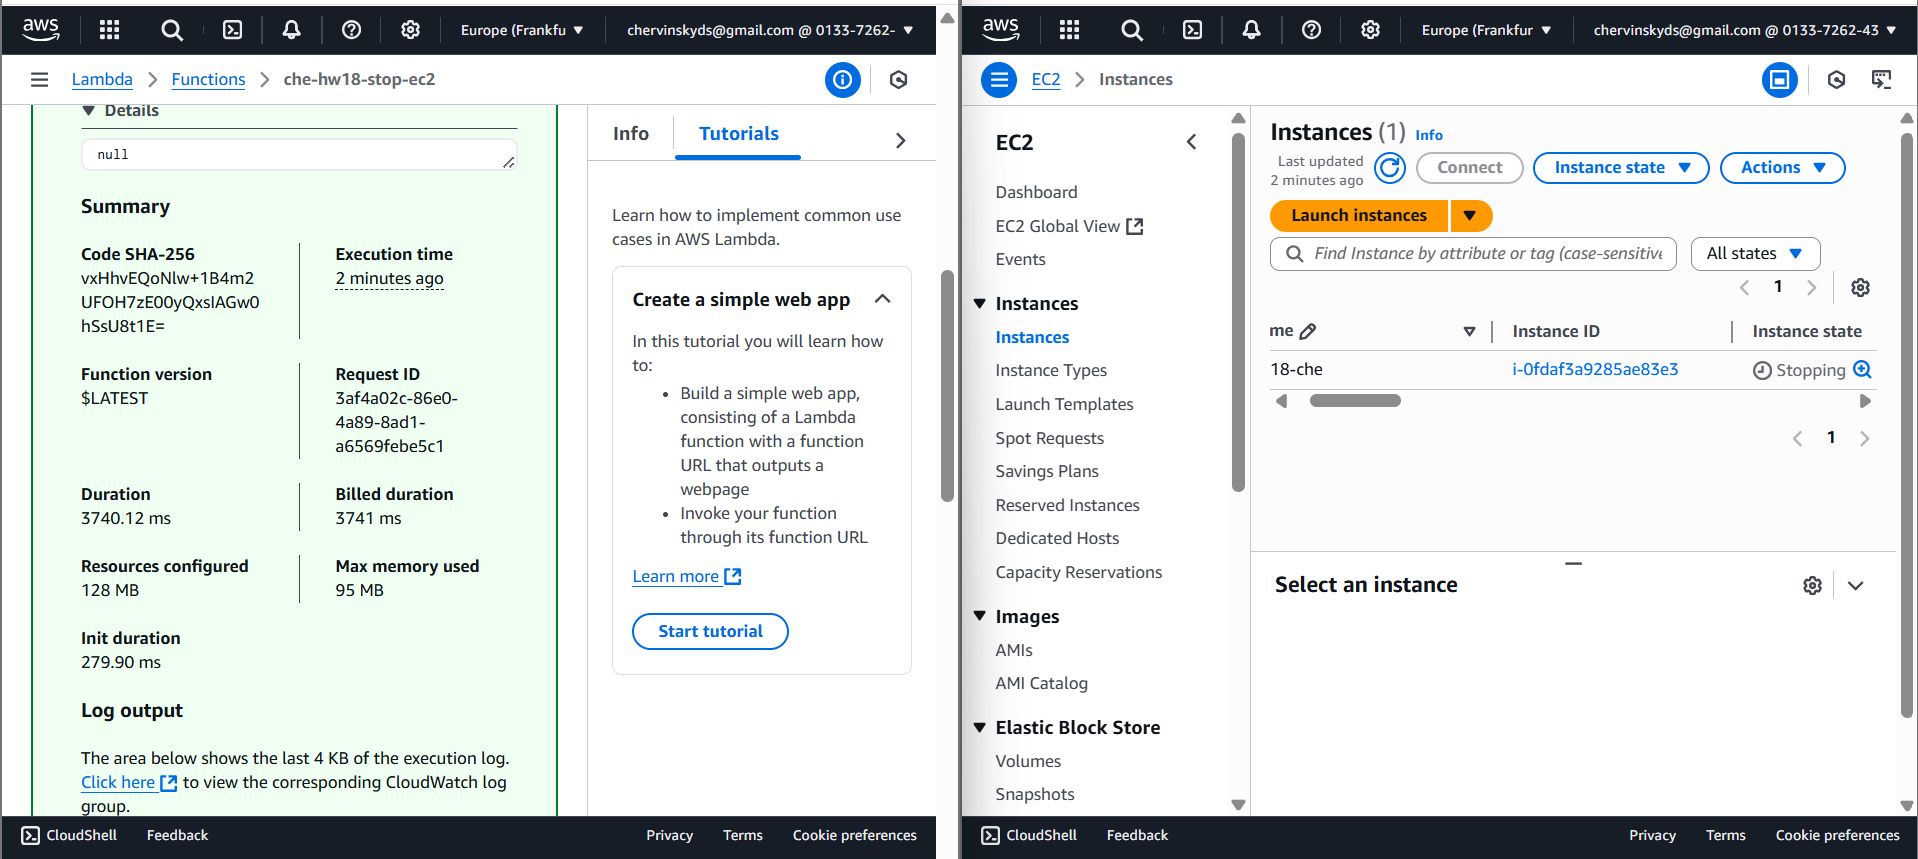 aws
Europe (Frankfu
chervinskyds@gmail.com @ 0133-7262-
Lambda
Functions
che-hw18-stop-ec2
Details
null
Summary
Code SHA-256
vxHhvEQoNlw+1B4m2
UFOH7zE00yQxsIAGw0
hSsU8t1E=
Execution time
2 minutes ago
Function version
$LATEST
Request ID
3af4a02c-86e0-
4a89-8ad1-
a6569febe5c1
Duration
3740.12 ms
Billed duration
3741 ms
Resources configured
128 MB
Max memory used
95 MB
Init duration
279.90 ms
Log output
The area below shows the last 4 KB of the execution log.
Click here to view the corresponding CloudWatch log
group.
Info
Tutorials
Learn how to implement common use
cases in AWS Lambda.
Create a simple web app
In this tutorial you will learn how
to:
• Build a simple web app,
consisting of a Lambda
function with a function
URL that outputs a
webpage
• Invoke your function
through its function URL
Learn more
Start tutorial
CloudShell
Feedback
Privacy
Terms
Cookie preferences
aws
Europe (Frankfur
chervinskyds@gmail.com @ 0133-7262-43
EC2
Instances
EC2
Dashboard
EC2 Global View
Events
Instances
Instances
Instance Types
Launch Templates
Spot Requests
Savings Plans
Reserved Instances
Dedicated Hosts
Capacity Reservations
Images
AMIs
AMI Catalog
Elastic Block Store
Volumes
Snapshots
Instances (1) Info
Last updated
2 minutes ago
Connect
Instance state
Actions
Launch instances
Find Instance by attribute or tag (case-sensitive
All states
1
me
Instance ID
Instance state
18-che
i-0fdaf3a9285ae83e3
Stopping
1
Select an instance
CloudShell
Feedback
Privacy
Terms
Cookie preferences